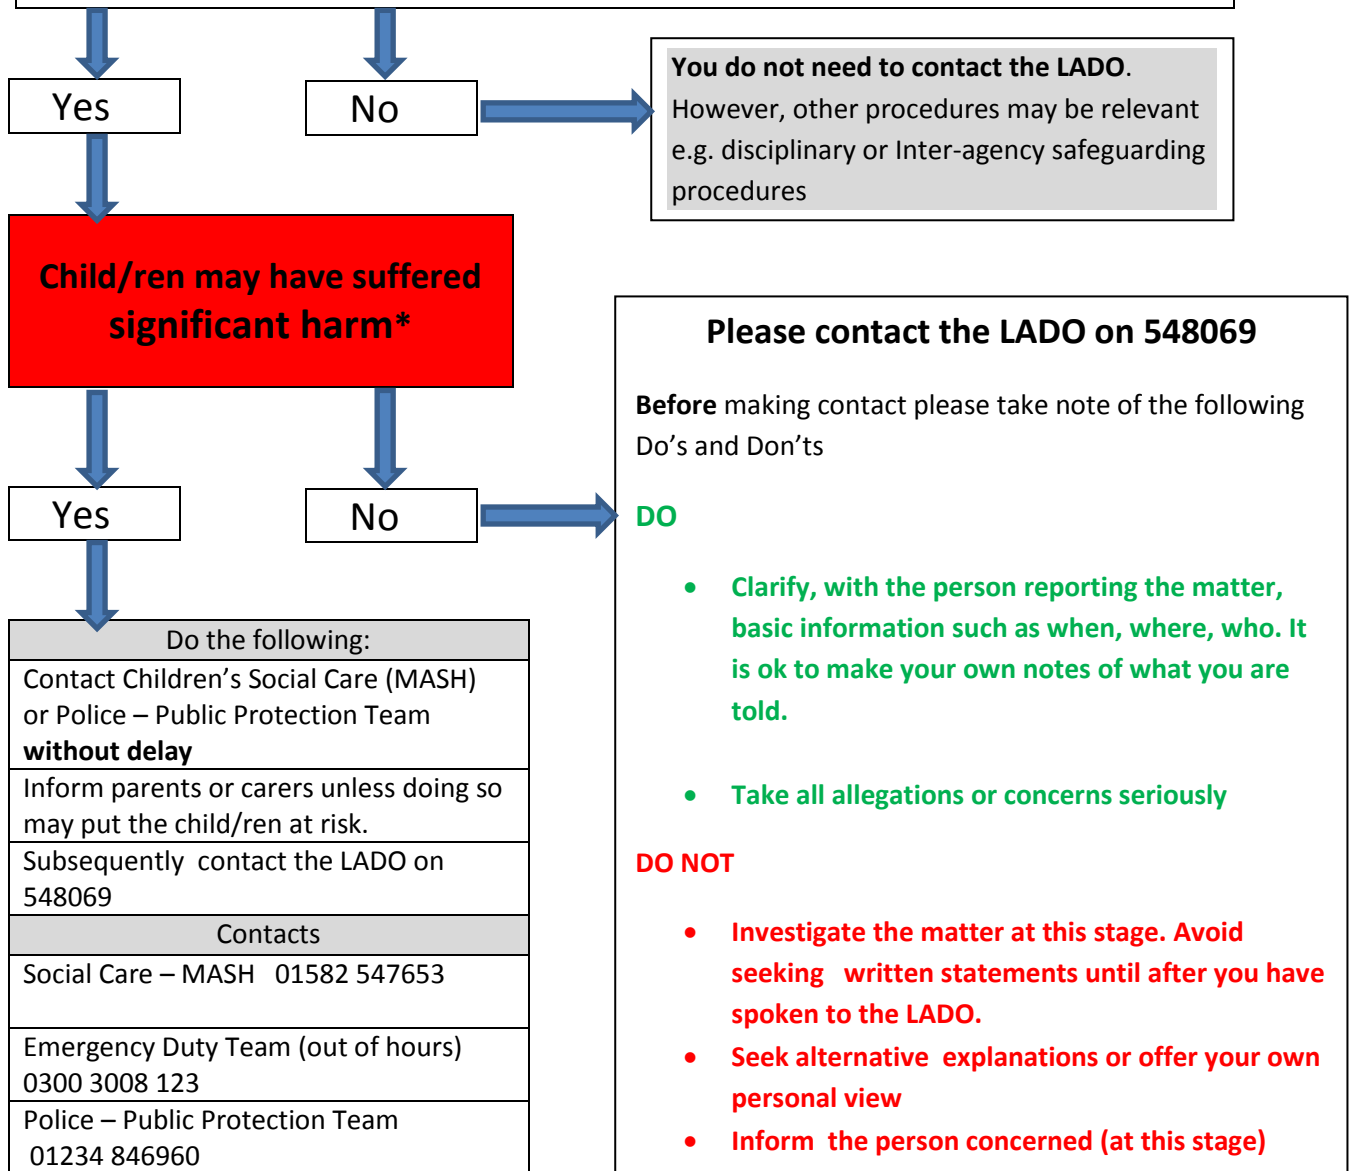 Yes
No
You do not need to contact the LADO.
However, other procedures may be relevant
e.g. disciplinary or Inter-agency safeguarding
procedures
Child/ren may have suffered
significant harm*
Yes
No
Do the following:
Contact Children’s Social Care (MASH)
or Police – Public Protection Team
without delay
Inform parents or carers unless doing so
may put the child/ren at risk.
Subsequently contact the LADO on
548069
Contacts
Social Care – MASH 01582 547653
Emergency Duty Team (out of hours)
0300 3008 123
Police – Public Protection Team
01234 846960
Please contact the LADO on 548069
Before making contact please take note of the following
Do’s and Don’ts
DO
• Clarify, with the person reporting the matter,
basic information such as when, where, who. It
is ok to make your own notes of what you are
told.
• Take all allegations or concerns seriously
DO NOT
• Investigate the matter at this stage. Avoid
seeking written statements until after you have
spoken to the LADO.
• Seek alternative explanations or offer your own
personal view
• Inform the person concerned (at this stage)